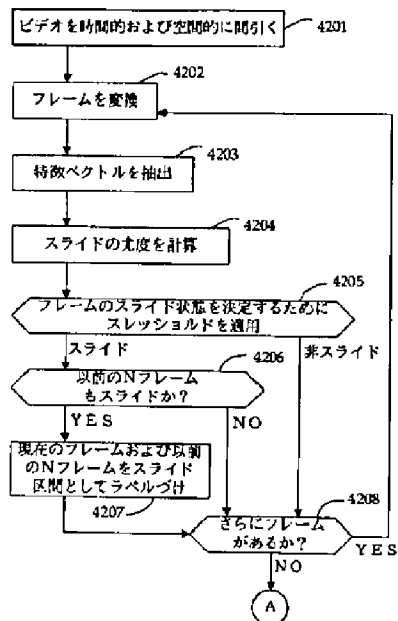 ビデオを時間的および空間的に間引く
4201
4202
フレームを変換
4203
特徴ベクトルを抽出
4204
スライドの尤度を計算
4205
フレームのスライド状態を決定するために
スレッショルドを適用
スライド
非スライド
4206
以前のNフレーム
もスライドか?
YES
NO
現在のフレームおよび以前
のNフレームをスライド
区間としてラベルづけ
4207
4208
さらにフレーム
があるか?
YES
NO
A